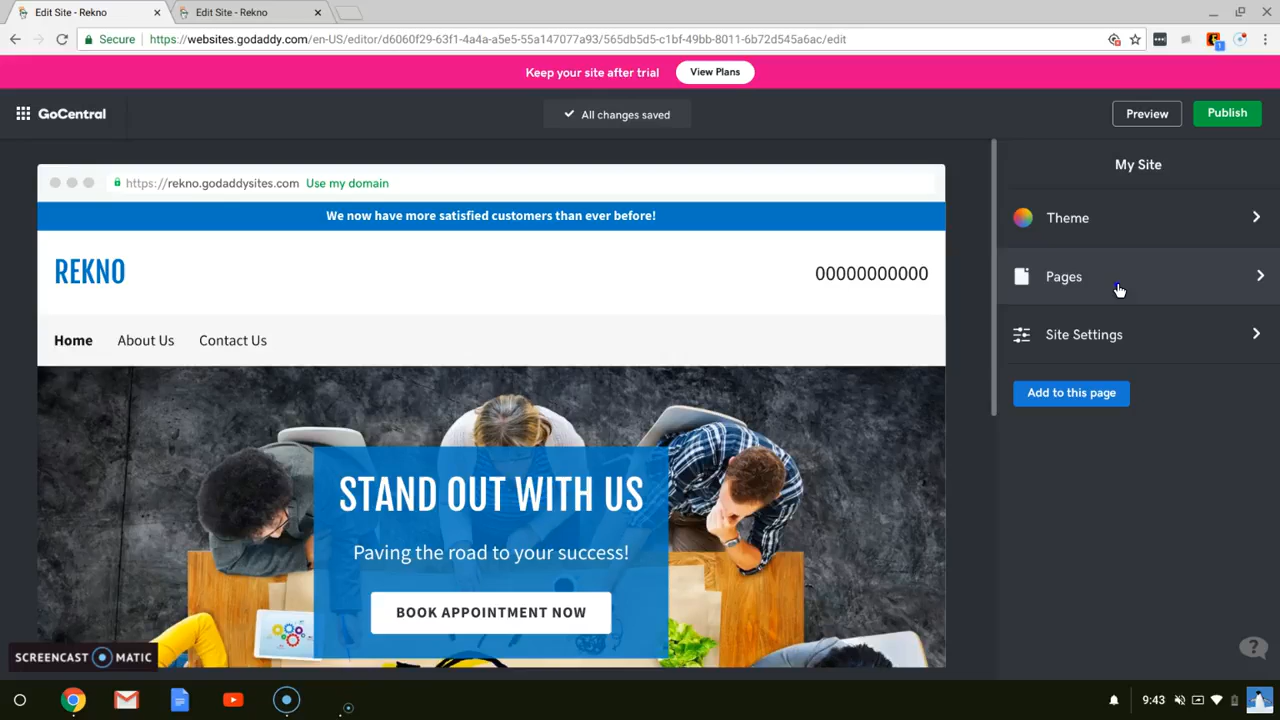 Edit Site - Rekno
Edit Site - Rekno
Secure
https://websites.godaddy.com/en-US/editor/d6060f29-63f1-4a4a-a5e5-55a147077a93/565db5d5-c1bf-49bb-8011-6b72d545a6ac/edit
1
Keep your site after trial
View Plans
GoCentral
All changes saved
Preview
Publish
My Site
https://rekno.godaddysites.com Use my domain
We now have more satisfied customers than ever before!
Theme
REKNO
00000000000
Pages
Home
About Us
Contact Us
Site Settings
Add to this page
STAND OUT WITH US
Paving the road to your success!
BOOK APPOINTMENT NOW
SCREENCAST MATIC
?
9:43